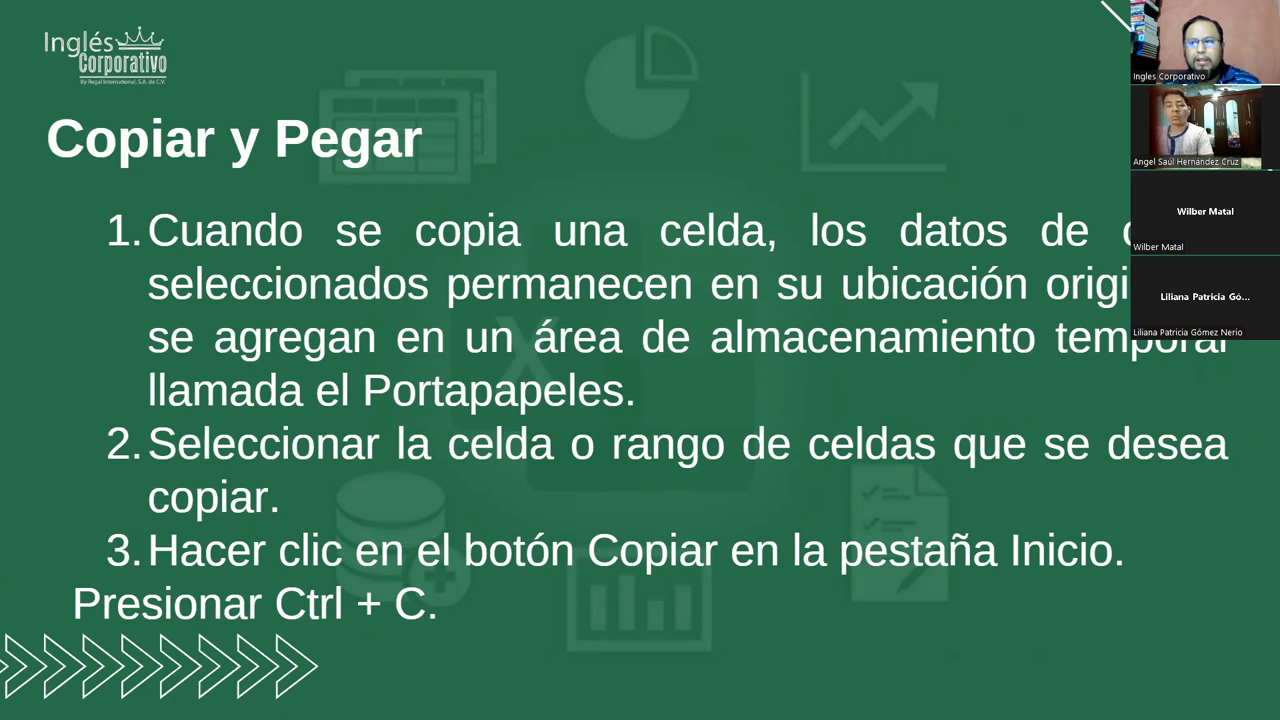 Inglés
Corporativo
By Regal International, S.A. de C.V.
Copiar y Pegar
1. Cuando se copia una celda, los datos de
seleccionados permanecen en su ubicación
se agregan en un área de almacenamiento temporal
llamada el Portapapeles.
2. Seleccionar la celda o rango de celdas que se desea
copiar.
3. Hacer clic en el botón Copiar en la pestaña Inicio.
Presionar Ctrl + C.
Ingles Corporativo
Angel Saúl Hernández Cruz
Wilber Matal
Wilber Matal
Liliana Patricia Gó...
Liliana Patricia Gómez Nerio